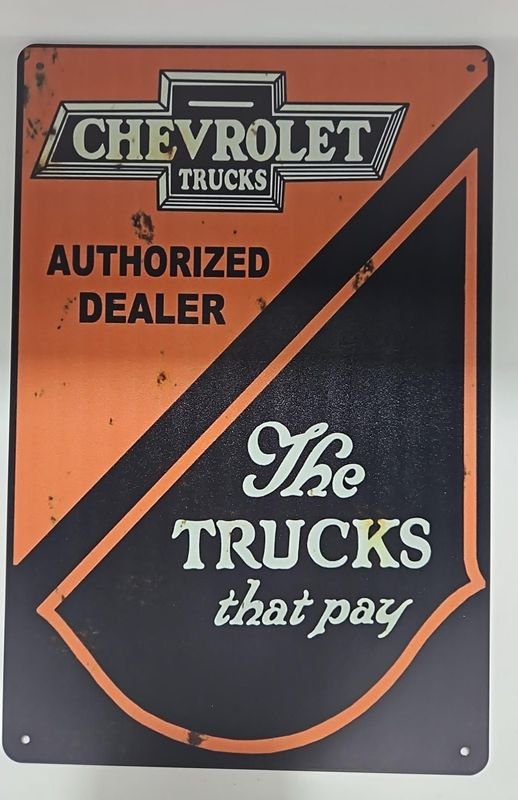 CHEVROLET
TRUCKS
AUTHORIZED
DEALER
The
TRUCKS
that pay